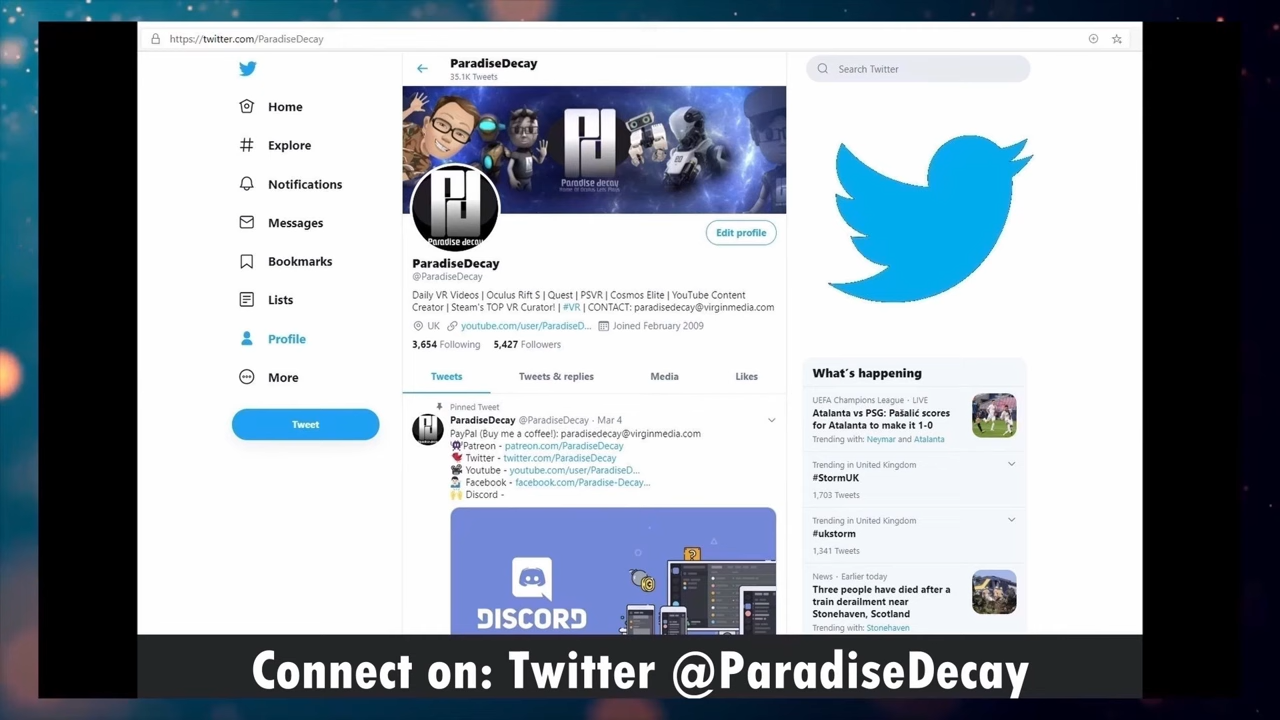 https://twitter.com/ParadiseDecay
ParadiseDecay
35.1K Tweets
Search Twitter
Home
Explore
Notifications
Messages
Bookmarks
Lists
Profile
More
Tweet
PJ
Paradise decay
Paradise decay
Edit profile
ParadiseDecay
@ParadiseDecay
Daily VR Videos | Oculus Rift S | Quest | PSVR | Cosmos Elite | YouTube Content
Creator | Steam's TOP VR Curator! | #VR | CONTACT: paradisedecay@virginmedia.com
UK youtube.com/user/ParadiseD... Joined February 2009
3,654 Following 5,427 Followers
Tweets Tweets & replies Media Likes
Pinned Tweet
ParadiseDecay @ParadiseDecay · Mar 4
PayPal (Buy me a coffee!): paradisedecay@virginmedia.com
Patreon - patreon.com/ParadiseDecay
Twitter - twitter.com/ParadiseDecay
Youtube - youtube.com/user/ParadiseD...
Facebook - facebook.com/Paradise-Decay...
Discord -
DISCORD
What's happening
UEFA Champions League · LIVE
Atalanta vs PSG: Pašalić scores
for Atalanta to make it 1-0
Trending with: Neymar and Atalanta
Trending in United Kingdom
#StormUK
1,703 Tweets
Trending in United Kingdom
#ukstorm
1,341 Tweets
News · Earlier today
Three people have died after a
train derailment near
Stonehaven, Scotland
Trending with: Stonehaven
Connect on: Twitter @ParadiseDecay